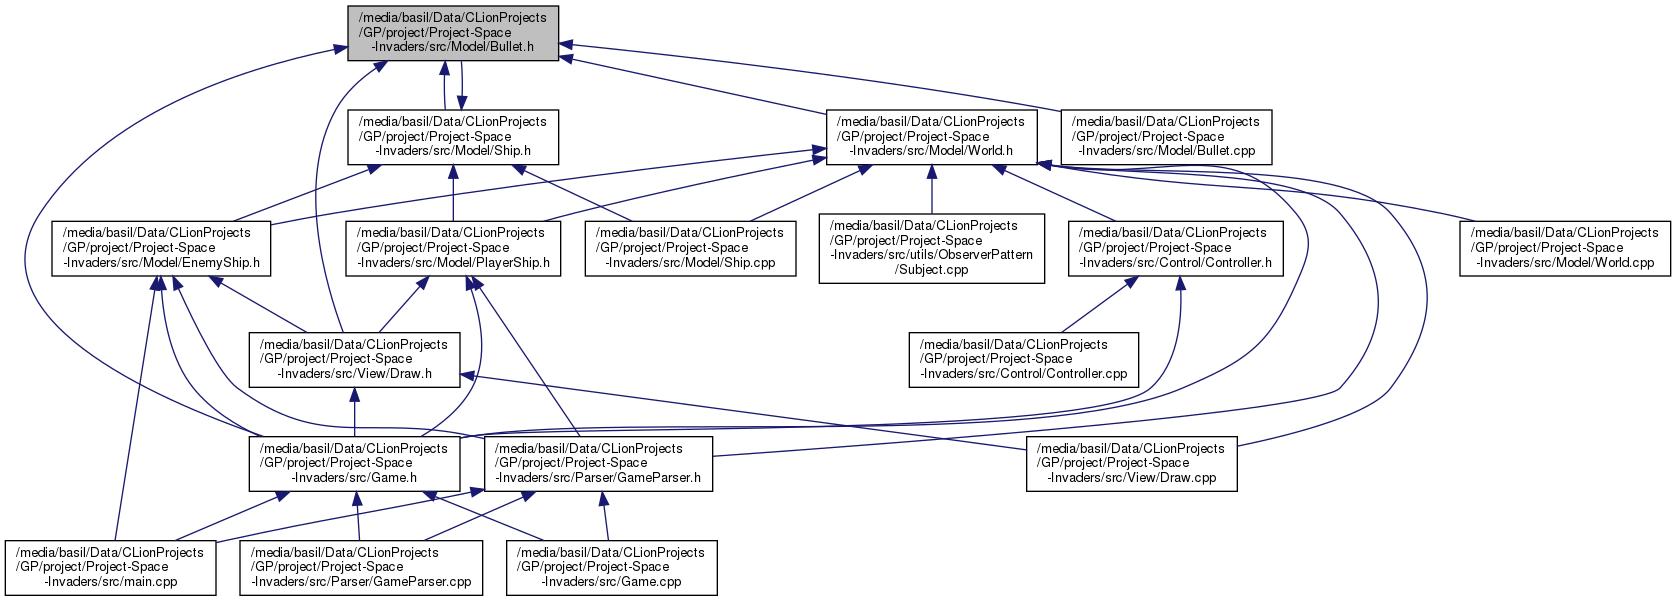 /media/basil/Data/CLionProjects
/GP/project/Project-Space
-Invaders/src/Model/Bullet.h
/media/basil/Data/CLionProjects
/GP/project/Project-Space
-Invaders/src/Model/Ship.h
/media/basil/Data/CLionProjects
/GP/project/Project-Space
-Invaders/src/Model/World.h
/media/basil/Data/CLionProjects
/GP/project/Project-Space
-Invaders/src/Model/Bullet.cpp
/media/basil/Data/CLionProjects
/GP/project/Project-Space
-Invaders/src/Model/EnemyShip.h
/media/basil/Data/CLionProjects
/GP/project/Project-Space
-Invaders/src/Model/PlayerShip.h
/media/basil/Data/CLionProjects
/GP/project/Project-Space
-Invaders/src/Model/Ship.cpp
/media/basil/Data/CLionProjects
/GP/project/Project-Space
-Invaders/src/utils/ObserverPattern
/Subject.cpp
/media/basil/Data/CLionProjects
/GP/project/Project-Space
-Invaders/src/Control/Controller.h
/media/basil/Data/CLionProjects
/GP/project/Project-Space
-Invaders/src/Model/World.cpp
/media/basil/Data/CLionProjects
/GP/project/Project-Space
-Invaders/src/View/Draw.h
/media/basil/Data/CLionProjects
/GP/project/Project-Space
-Invaders/src/Control/Controller.cpp
/media/basil/Data/CLionProjects
/GP/project/Project-Space
-Invaders/src/Game.h
/media/basil/Data/CLionProjects
/GP/project/Project-Space
-Invaders/src/Parser/GameParser.h
/media/basil/Data/CLionProjects
/GP/project/Project-Space
-Invaders/src/View/Draw.cpp
/media/basil/Data/CLionProjects
/GP/project/Project-Space
-Invaders/src/main.cpp
/media/basil/Data/CLionProjects
/GP/project/Project-Space
-Invaders/src/Parser/GameParser.cpp
/media/basil/Data/CLionProjects
/GP/project/Project-Space
-Invaders/src/Game.cpp